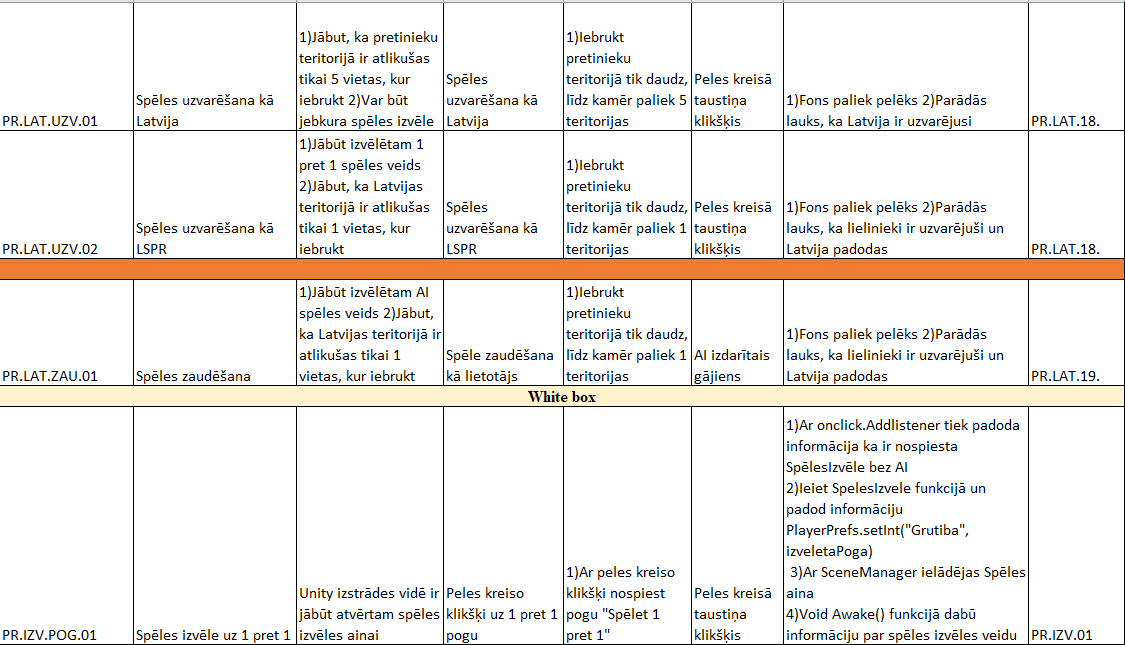 PR.LAT.UZV.01
Spēles uzvarēšana kā
Latvija
1)Jābut, ka pretinieku
teritorijā ir atlikušas
tikai 5 vietas, kur
iebrukt 2)Var būt
jebkura spēles izvēle
Spēles
uzvarēšana kā
Latvija
1)Iebrukt
pretinieku
teritorijā tik daudz,
līdz kamēr paliek 5
teritorijas
Peles kreisā
taustiņa
klikšķis
1)Fons paliek pelēks 2)Parādās
lauks, ka Latvija ir uzvarējusi
PR.LAT.18.
PR.LAT.UZV.02
Spēles uzvarēšana kā
LSPR
1)Jābūt izvēlētam 1
pret 1 spēles veids
2)Jābut, ka Latvijas
teritorijā ir atlikušas
tikai 1 vietas, kur
iebrukt
Spēles
uzvarēšana kā
LSPR
1)Iebrukt
pretinieku
teritorijā tik daudz,
līdz kamēr paliek 1
teritorijas
Peles kreisā
taustiņa
klikšķis
1)Fons paliek pelēks 2)Parādās
lauks, ka lielinieki ir uzvarējuši un
Latvija padodas
PR.LAT.18.
PR.LAT.ZAU.01
Spēles zaudēšana
1)Jābūt izvēlētam AI
spēles veids 2)Jābut,
ka Latvijas teritorijā ir
atlikušas tikai 1
vietas, kur iebrukt
Spēle zaudēšana
kā lietotājs
1)Iebrukt
pretinieku
teritorijā tik daudz,
līdz kamēr paliek 1
teritorijas
AI izdarītais
gājiens
1)Fons paliek pelēks 2)Parādās
lauks, ka lielinieki ir uzvarējuši un
Latvija padodas
PR.LAT.19.
White box
PR.IZV.POG.01
Spēles izvēle uz 1 pret 1
Unity izstrādes vidē ir
jābūt atvērtam spēles
izvēles ainai
Peles kreiso
klikšķi uz 1 pret 1
pogu
1)Ar peles kreiso
klikšķi nospiest
pogu "Spēlet 1
pret 1"
Peles kreisā
taustiņa
klikšķis
1)Ar onclick.Addlistener tiek padoda
informācija ka ir nospiesta
SpēlesIzvēle bez AI
2)Ieiet SpelesIzvele funkcijā un
padod informāciju
PlayerPrefs.setInt("Grutiba",
izveletaPoga)
3)Ar SceneManager ielādējas Spēles
aina
4)Void Awake() funkcijā dabū
informāciju par spēles izvēles veidu
PR.IZV.01